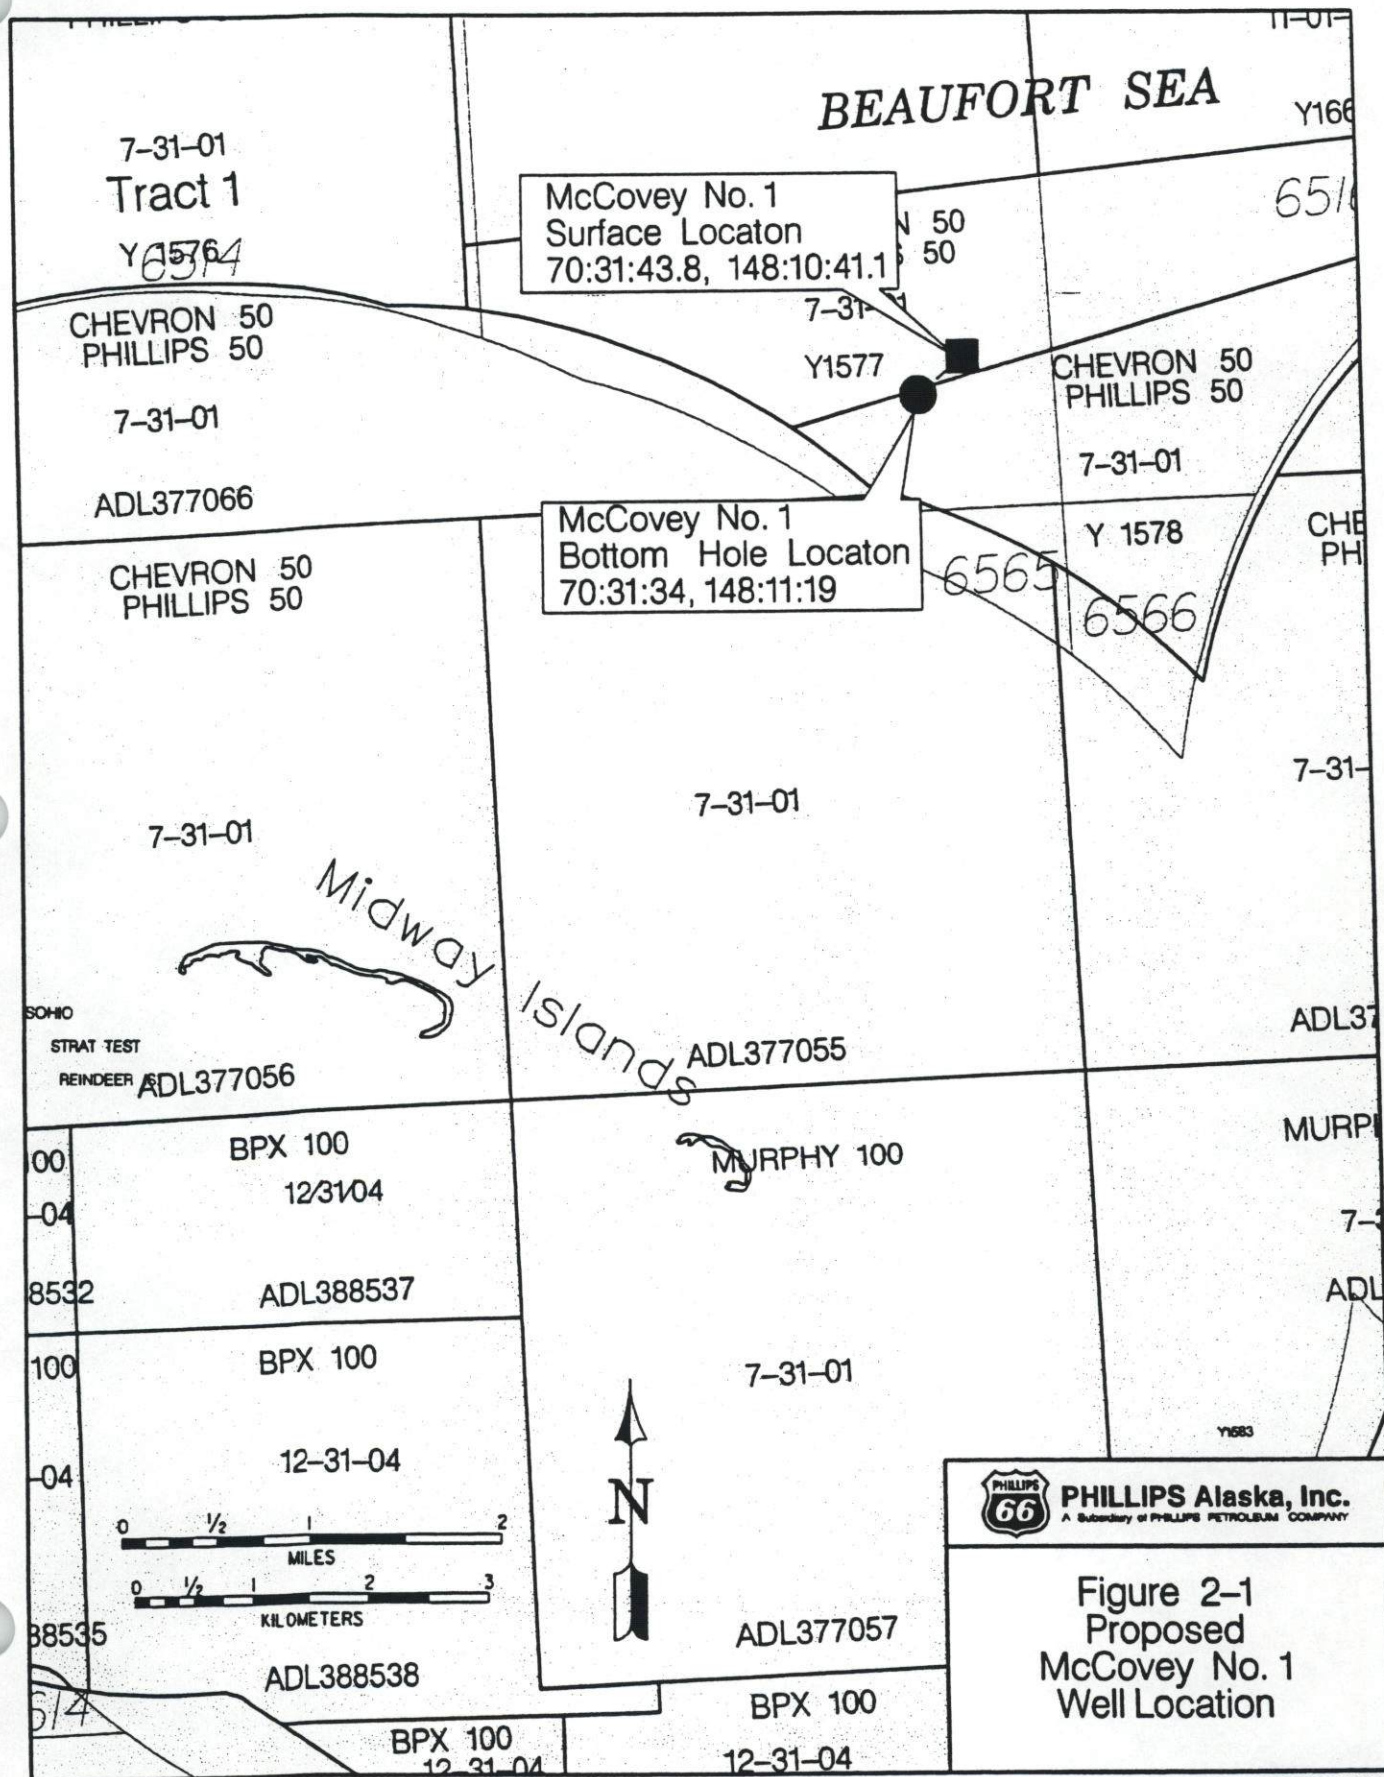 11-01-
BEAUFORT SEA
Y166
7-31-01
Tract 1
Y 1576
6514
651
McCovey No. 1
Surface Locaton
70:31:43.8, 148:10:41.1
N 50
50
7-31-
Y1577
CHEVRON 50
PHILLIPS 50
7-31-01
ADL377066
CHEVRON 50
PHILLIPS 50
7-31-01
Y 1578
McCovey No. 1
Bottom Hole Locaton
70:31:34, 148:11:19
6565
6566
CHE
PH
CHEVRON 50
PHILLIPS 50
7-31-01
7-31-01
7-31-
Midway Islands
SOHIO
STRAT TEST
REINDEER
ADL377056
ADL377055
ADL37
00
-04
8532
BPX 100
12/31/04
ADL388537
MURPHY 100
MURP
7-
ADL
100
-04
BPX 100
12-31-04
7-31-01
Y1583
0 ½ 1 2
MILES
0 ½ 1 2 3
KILOMETERS
N
38535
ADL388538
ADL377057
614
BPX 100
12-31-04
BPX 100
12-31-04
PHILLIPS
66
PHILLIPS Alaska, Inc.
A Subsidiary of PHILLIPS PETROLEUM COMPANY
Figure 2-1
Proposed
McCovey No. 1
Well Location